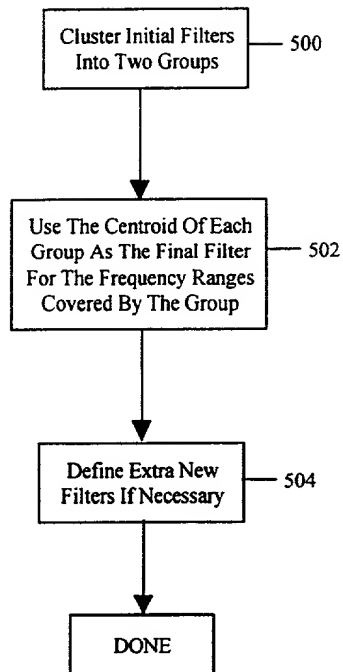 Cluster Initial Filters
Into Two Groups
500
Use The Centroid Of Each
Group As The Final Filter
For The Frequency Ranges
Covered By The Group
502
Define Extra New
Filters If Necessary
504
DONE